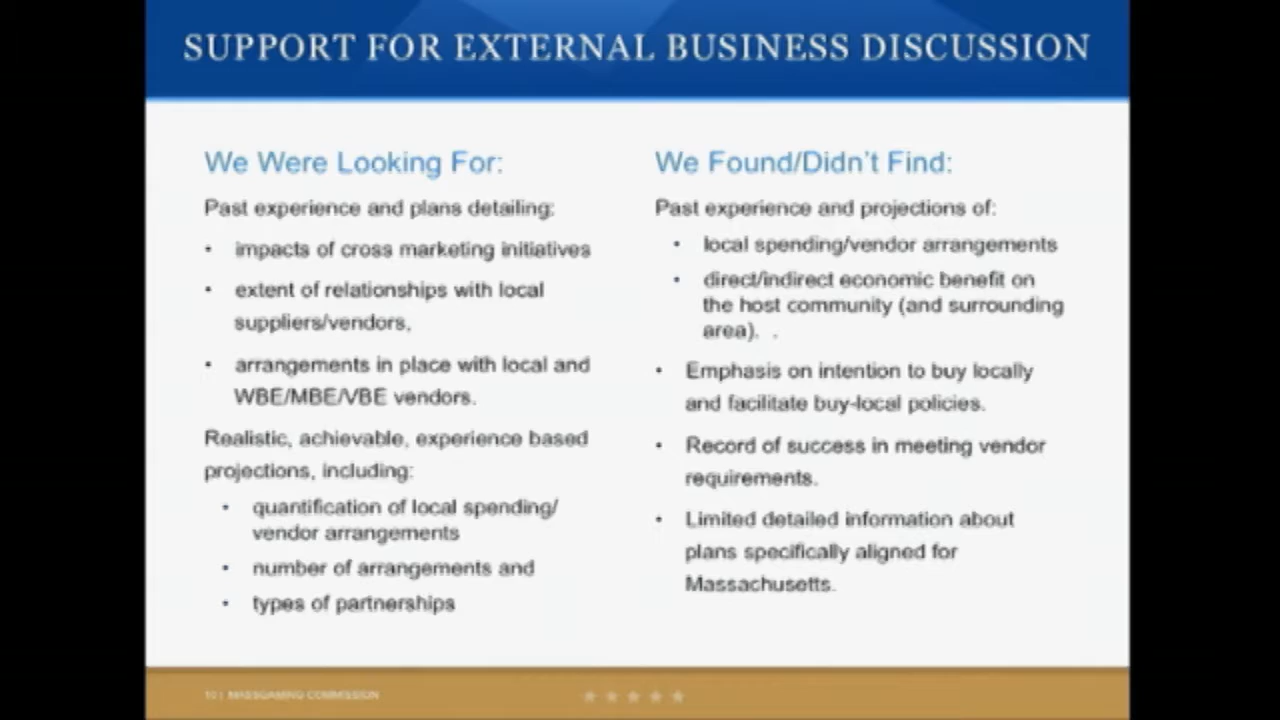 SUPPORT FOR EXTERNAL BUSINESS DISCUSSION
We Were Looking For:
Past experience and plans detailing:
• impacts of cross marketing initiatives
• extent of relationships with local
suppliers/vendors,
• arrangements in place with local and
WBE/MBE/VBE vendors.
Realistic, achievable, experience based
projections, including:
• quantification of local spending/
vendor arrangements
• number of arrangements and
• types of partnerships
We Found/Didn't Find:
Past experience and projections of:
• local spending/vendor arrangements
• direct/indirect economic benefit on
the host community (and surrounding
area). .
• Emphasis on intention to buy locally
and facilitate buy-local policies.
• Record of success in meeting vendor
requirements.
• Limited detailed information about
plans specifically aligned for
Massachusetts.
10 | MASSGAMING COMMISSION